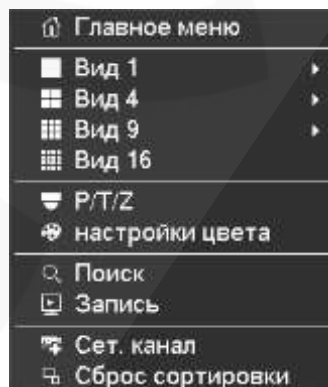 Главное меню
Вид 1
Вид 4
Вид 9
Вид 16
P/T/Z
настройки цвета
Поиск
Запись
Сет. канал
Сброс сортировки